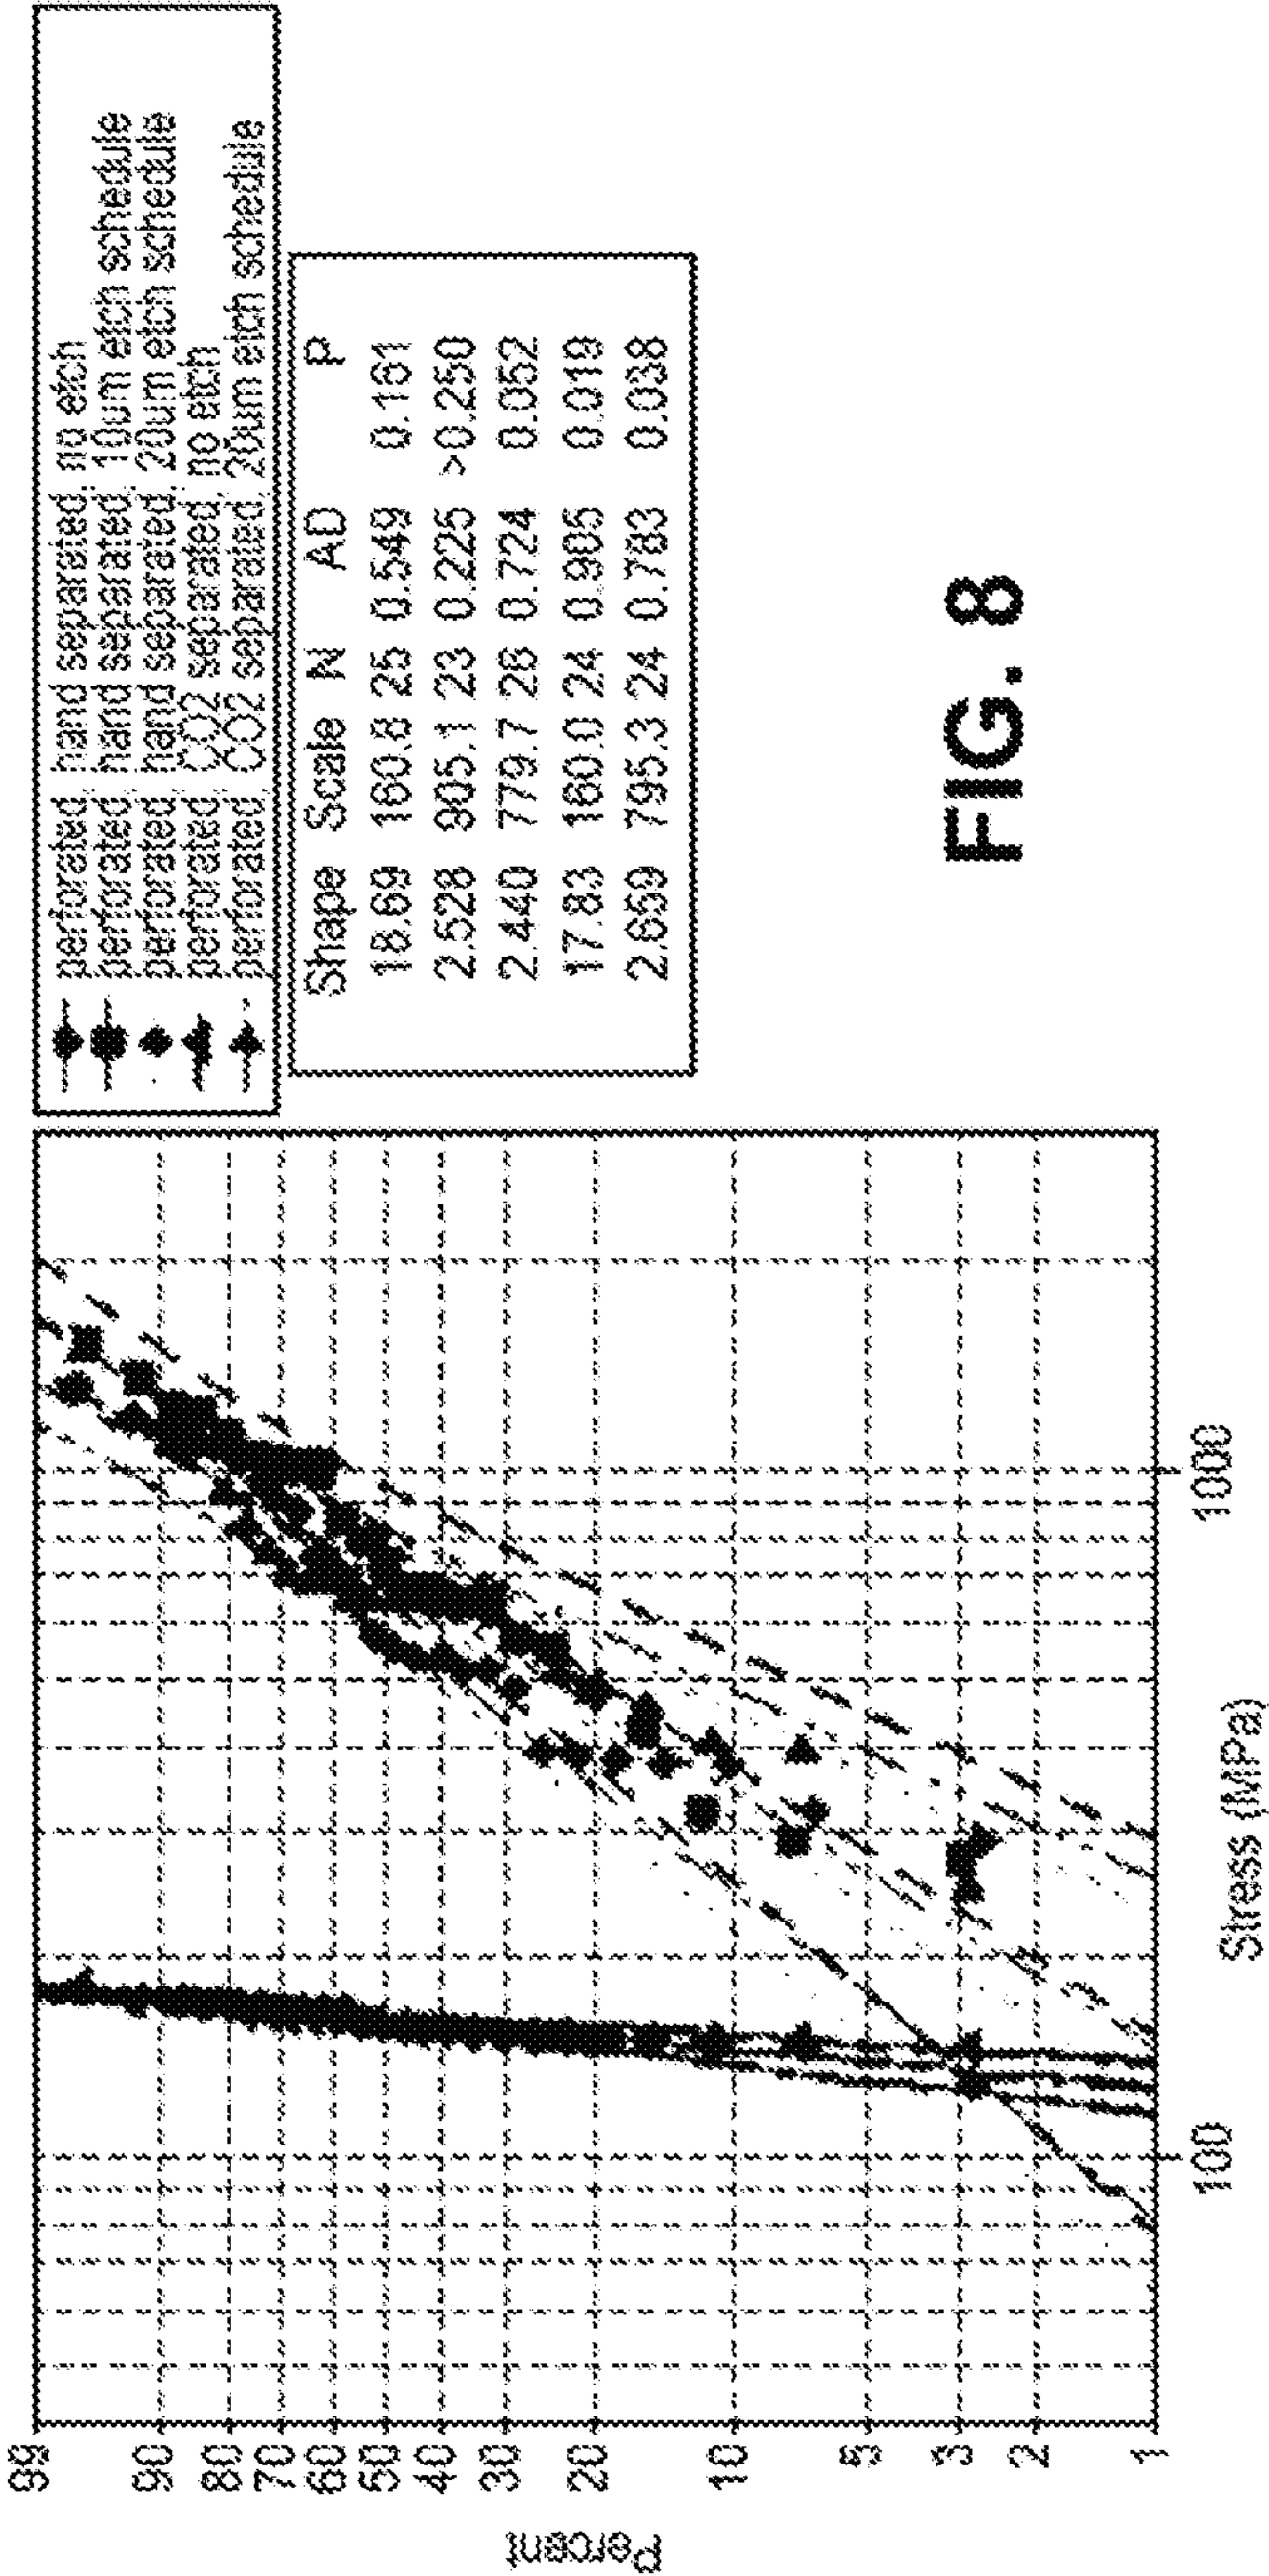 perforated, hand separated, no etch
perforated, hand separated, 10um etch schedule
perforated, hand separated, 20um etch schedule
perforated, CO2 separated, no etch
perforated, CO2 separated, 20um etch schedule
Shape Scale N AD P
18.69 160.8 25 0.549 0.161
2.528 905.1 23 0.225 >0.250
2.440 779.7 26 0.724 0.052
17.83 160.0 24 0.905 0.019
2.659 795.3 24 0.783 0.038
Percent
99
90
80
70
60
50
40
30
20
10
5
3
2
1
100
1000
Stress (MPa)
FIG. 8